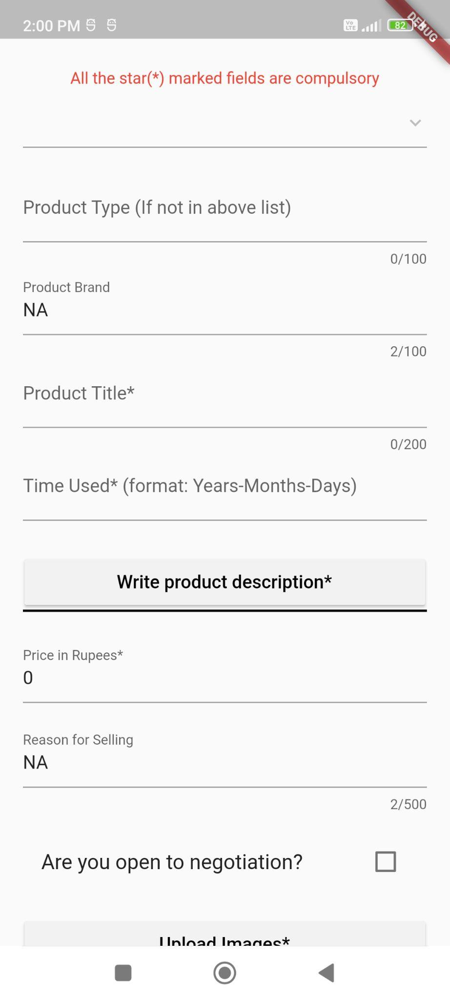 2:00 PM
Vo
LTE
82
DEBUG
All the star(*) marked fields are compulsory
Product Type (If not in above list)
0/100
Product Brand
NA
2/100
Product Title*
0/200
Time Used* (format: Years-Months-Days)
Write product description*
Price in Rupees*
0
Reason for Selling
NA
2/500
Are you open to negotiation?
Upload Images*